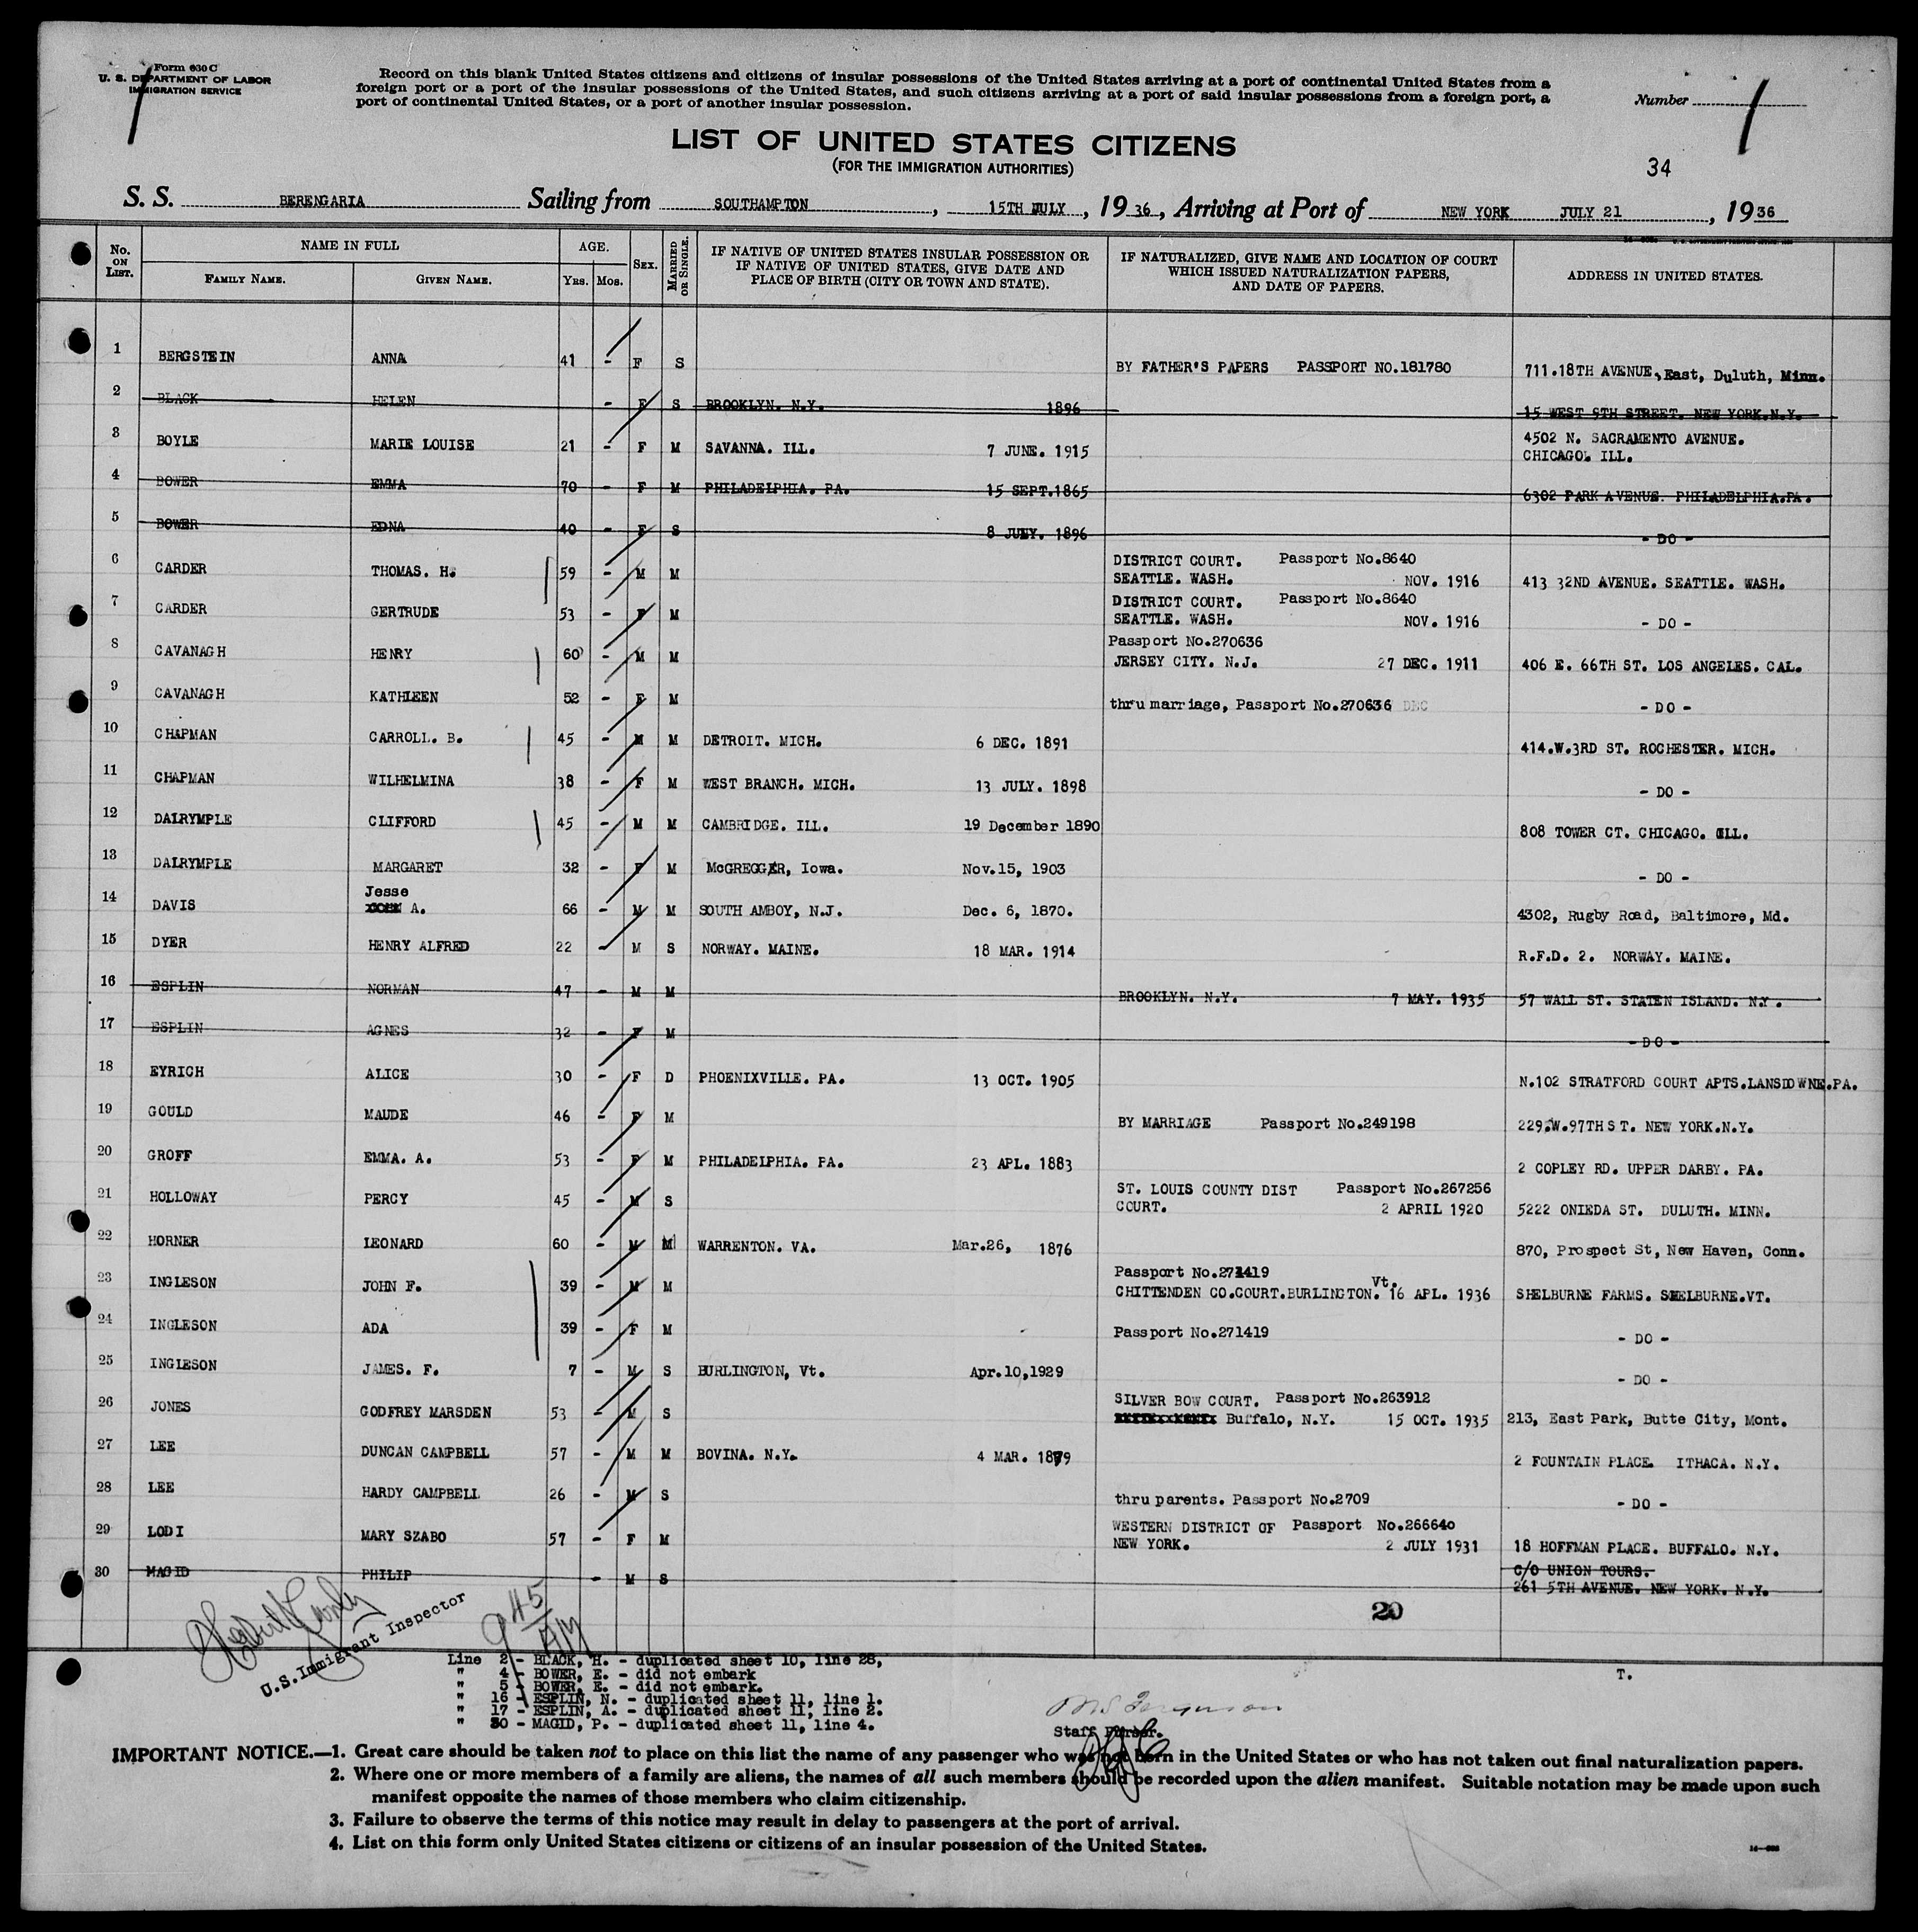 Form 630 C
U. S. DEPARTMENT OF LABOR
IMMIGRATION SERVICE
Record on this blank United States citizens and citizens of insular possessions of the United States arriving at a port of continental United States from a
foreign port or a port of the insular possessions of the United States, and such citizens arriving at a port of said insular possessions from a foreign port, a
port of continental United States, or a port of another insular possession.
Number 1
LIST OF UNITED STATES CITIZENS
(FOR THE IMMIGRATION AUTHORITIES)
34
S. S. BERENGARIA Sailing from SOUTHAMPTON, 15TH JULY, 1936, Arriving at Port of NEW YORK JULY 21, 1936
No. ON LIST. NAME IN FULL FAMILY NAME. GIVEN NAME. AGE. Yrs. Mos. SEX. MARRIED OR SINGLE. IF NATIVE OF UNITED STATES INSULAR POSSESSION OR IF NATIVE OF UNITED STATES, GIVE DATE AND PLACE OF BIRTH (CITY OR TOWN AND STATE). IF NATURALIZED, GIVE NAME AND LOCATION OF COURT WHICH ISSUED NATURALIZATION PAPERS, AND DATE OF PAPERS. ADDRESS IN UNITED STATES.
1 BERGSTEIN ANNA 41 - F S BY FATHER'S PAPERS PASSPORT NO.181780 711.18TH AVENUE, East, Duluth, Minn.
2 BLACK HELEN - F S BROOKLYN. N.Y. 1896 15 WEST 9TH STREET. NEW YORK.N.Y.
3 BOYLE MARIE LOUISE 21 - F M SAVANNA. ILL. 7 JUNE. 1915 4502 N. SACRAMENTO AVENUE.
CHICAGO. ILL.
4 BOWER EMMA 70 - F M PHILADELPHIA. PA. 15 SEPT.1865 6302 PARK AVENUE. PHILADELPHIA.PA.
5 BOWER EDNA 40 - F S 8 JULY. 1896 - DO -
6 CARDER THOMAS. H. 59 - M M DISTRICT COURT. Passport No.8640
SEATTLE. WASH. NOV. 1916 413 32ND AVENUE. SEATTLE. WASH.
7 CARDER GERTRUDE 53 - F M DISTRICT COURT. Passport No.8640
SEATTLE. WASH. NOV. 1916 - DO -
8 CAVANAGH HENRY 60 - M M Passport No.270636
JERSEY CITY. N.J. 27 DEC. 1911 406 E. 66TH ST. LOS ANGELES. CAL.
9 CAVANAGH KATHLEEN 52 - F M thru marriage, Passport No.270636 DEC - DO -
10 CHAPMAN CARROLL. B. 45 - M M DETROIT. MICH. 6 DEC. 1891 414.W.3RD ST. ROCHESTER. MICH.
11 CHAPMAN WILHELMINA 38 - F M WEST BRANCH. MICH. 13 JULY. 1898 - DO -
12 DALRYMPLE CLIFFORD 45 - M M CAMBRIDGE. ILL. 19 December 1890 808 TOWER CT. CHICAGO. ILL.
13 DALRYMPLE MARGARET 32 - F M McGREGGER, Iowa. Nov.15, 1903 - DO -
14 DAVIS Jesse A. 66 - M M SOUTH AMBOY, N.J. Dec. 6, 1870. 4302, Rugby Road, Baltimore, Md.
15 DYER HENRY ALFRED 22 - M S NORWAY. MAINE. 18 MAR. 1914 R.F.D. 2. NORWAY. MAINE.
16 ESPLIN NORMAN 47 - M M BROOKLYN. N.Y. 7 MAY. 1935 57 WALL ST. STATEN ISLAND. N.Y.
17 ESPLIN AGNES 32 - F M - DO -
18 EYRICH ALICE 30 - F D PHOENIXVILLE. PA. 13 OCT. 1905 N.102 STRATFORD COURT APTS.LANSDOWNE.PA.
19 GOULD MAUDE 46 - F M BY MARRIAGE Passport No.249198 229.W.97TH ST. NEW YORK.N.Y.
20 GROFF EMMA. A. 53 - F M PHILADELPHIA. PA. 23 APL. 1883 2 COPLEY RD. UPPER DARBY. PA.
21 HOLLOWAY PERCY 45 - M S ST. LOUIS COUNTY DIST Passport No.267256
COURT. 2 APRIL 1920 5222 ONIEDA ST. DULUTH. MINN.
22 HORNER LEONARD 60 - M M WARRENTON. VA. Mar.26, 1876 870, Prospect St, New Haven, Conn.
23 INGLESON JOHN F. 39 - M M Passport No.271419
CHITTENDEN CO.COURT.BURLINGTON. Vt. 16 APL. 1936 SHELBURNE FARMS. SHELBURNE.VT.
24 INGLESON ADA 39 - F M Passport No.271419 - DO -
25 INGLESON JAMES. F. 7 - M S BURLINGTON, Vt. Apr.10,1929 - DO -
26 JONES GODFREY MARSDEN 53 - M S SILVER BOW COURT. Passport No.263912
Buffalo, N.Y. 15 OCT. 1935 213, East Park, Butte City, Mont.
27 LEE DUNCAN CAMPBELL 57 - M M BOVINA. N.Y. 4 MAR. 1879 2 FOUNTAIN PLACE. ITHACA. N.Y.
28 LEE HARDY CAMPBELL 26 - M S thru parents. Passport No.2709 - DO -
29 LODI MARY SZABO 57 - F M WESTERN DISTRICT OF Passport No.266640
NEW YORK. 2 JULY 1931 18 HOFFMAN PLACE. BUFFALO. N.Y.
30 MAGID PHILIP - M S C/O UNION TOURS.
261 5TH AVENUE. NEW YORK. N.Y.
20
U.S.Immigrant Inspector
9 45 AM
Line 2 - BLACK, H. - duplicated sheet 10, line 28,
" 4 - BOWER, E. - did not embark
" 5 - BOWER, E. - did not embark.
" 16 - ESPLIN, N. - duplicated sheet 11, line 1.
" 17 - ESPLIN, A. - duplicated sheet 11, line 2.
" 30 - MAGID, P. - duplicated sheet 11, line 4.
T.
Staff Purser.
IMPORTANT NOTICE.—1. Great care should be taken not to place on this list the name of any passenger who was not born in the United States or who has not taken out final naturalization papers.
2. Where one or more members of a family are aliens, the names of all such members should be recorded upon the alien manifest. Suitable notation may be made upon such
manifest opposite the names of those members who claim citizenship.
3. Failure to observe the terms of this notice may result in delay to passengers at the port of arrival.
4. List on this form only United States citizens or citizens of an insular possession of the United States.